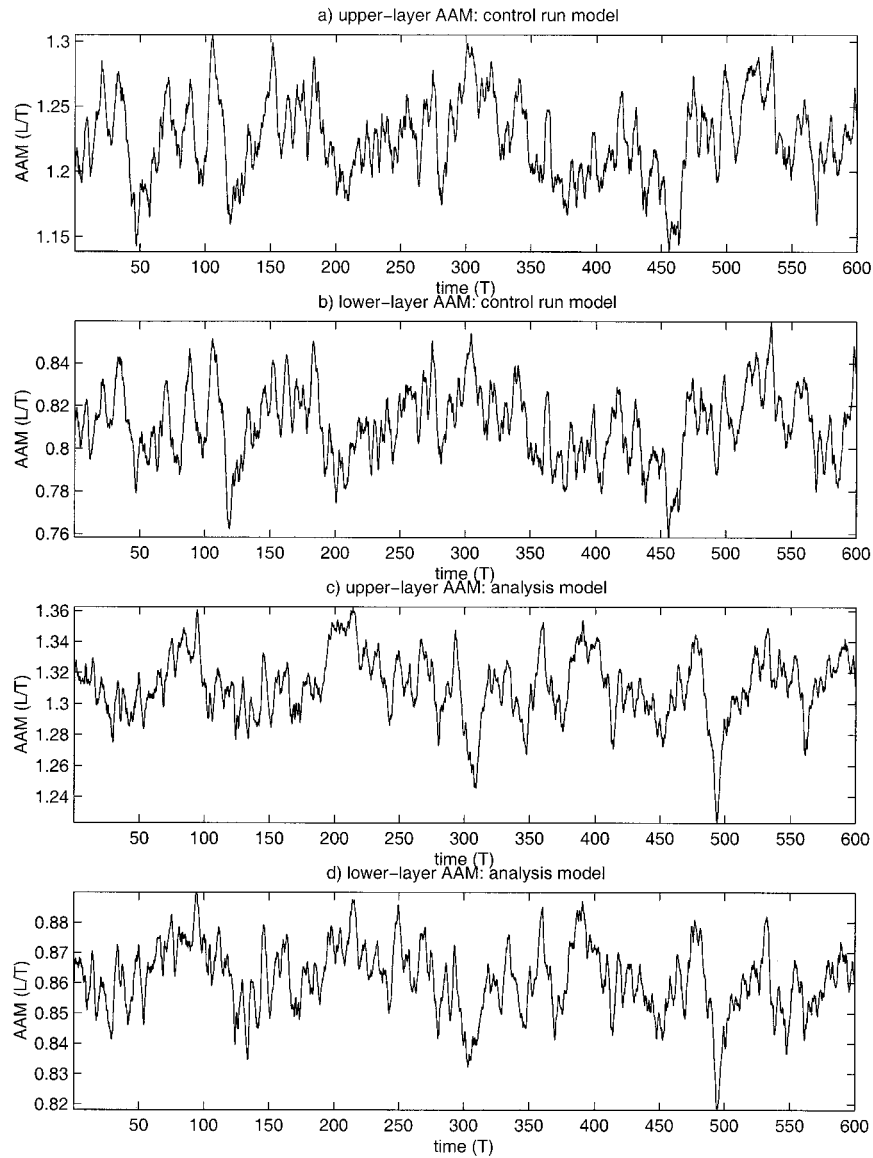 a) upper-layer AAM: control run model
1.3
1.25
1.2
1.15
AAM (L/T)
50 100 150 200 250 300 350 400 450 500 550 600
time (T)
b) lower-layer AAM: control run model
0.84
0.82
0.8
0.78
0.76
AAM (L/T)
50 100 150 200 250 300 350 400 450 500 550 600
time (T)
c) upper-layer AAM: analysis model
1.36
1.34
1.32
1.3
1.28
1.26
1.24
AAM (L/T)
50 100 150 200 250 300 350 400 450 500 550 600
time (T)
d) lower-layer AAM: analysis model
0.88
0.87
0.86
0.85
0.84
0.83
0.82
AAM (L/T)
50 100 150 200 250 300 350 400 450 500 550 600
time (T)